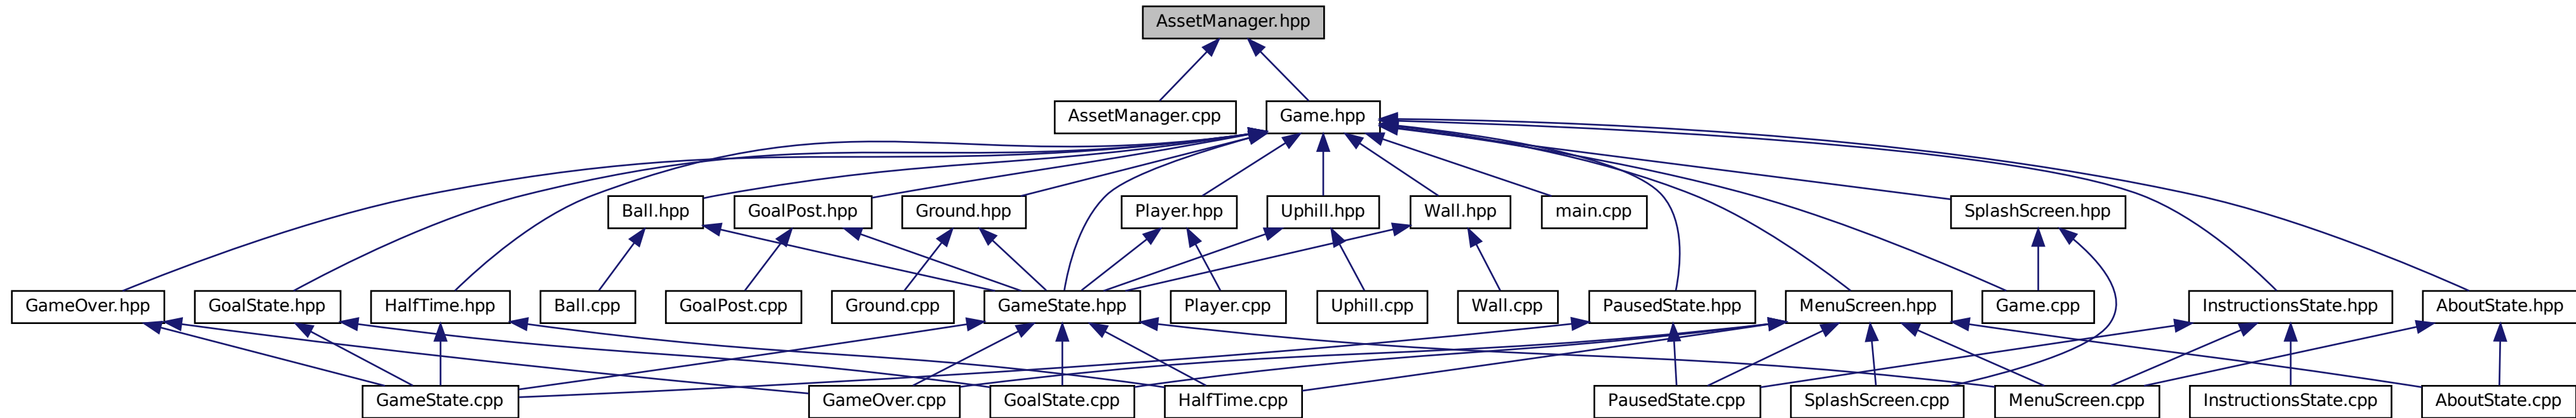 AssetManager.hpp
AssetManager.cpp
Game.hpp
Ball.hpp
GoalPost.hpp
Ground.hpp
Player.hpp
Uphill.hpp
Wall.hpp
main.cpp
SplashScreen.hpp
GameOver.hpp
GoalState.hpp
HalfTime.hpp
Ball.cpp
GoalPost.cpp
Ground.cpp
GameState.hpp
Player.cpp
Uphill.cpp
Wall.cpp
PausedState.hpp
MenuScreen.hpp
Game.cpp
InstructionsState.hpp
AboutState.hpp
GameState.cpp
GameOver.cpp
GoalState.cpp
HalfTime.cpp
PausedState.cpp
SplashScreen.cpp
MenuScreen.cpp
InstructionsState.cpp
AboutState.cpp